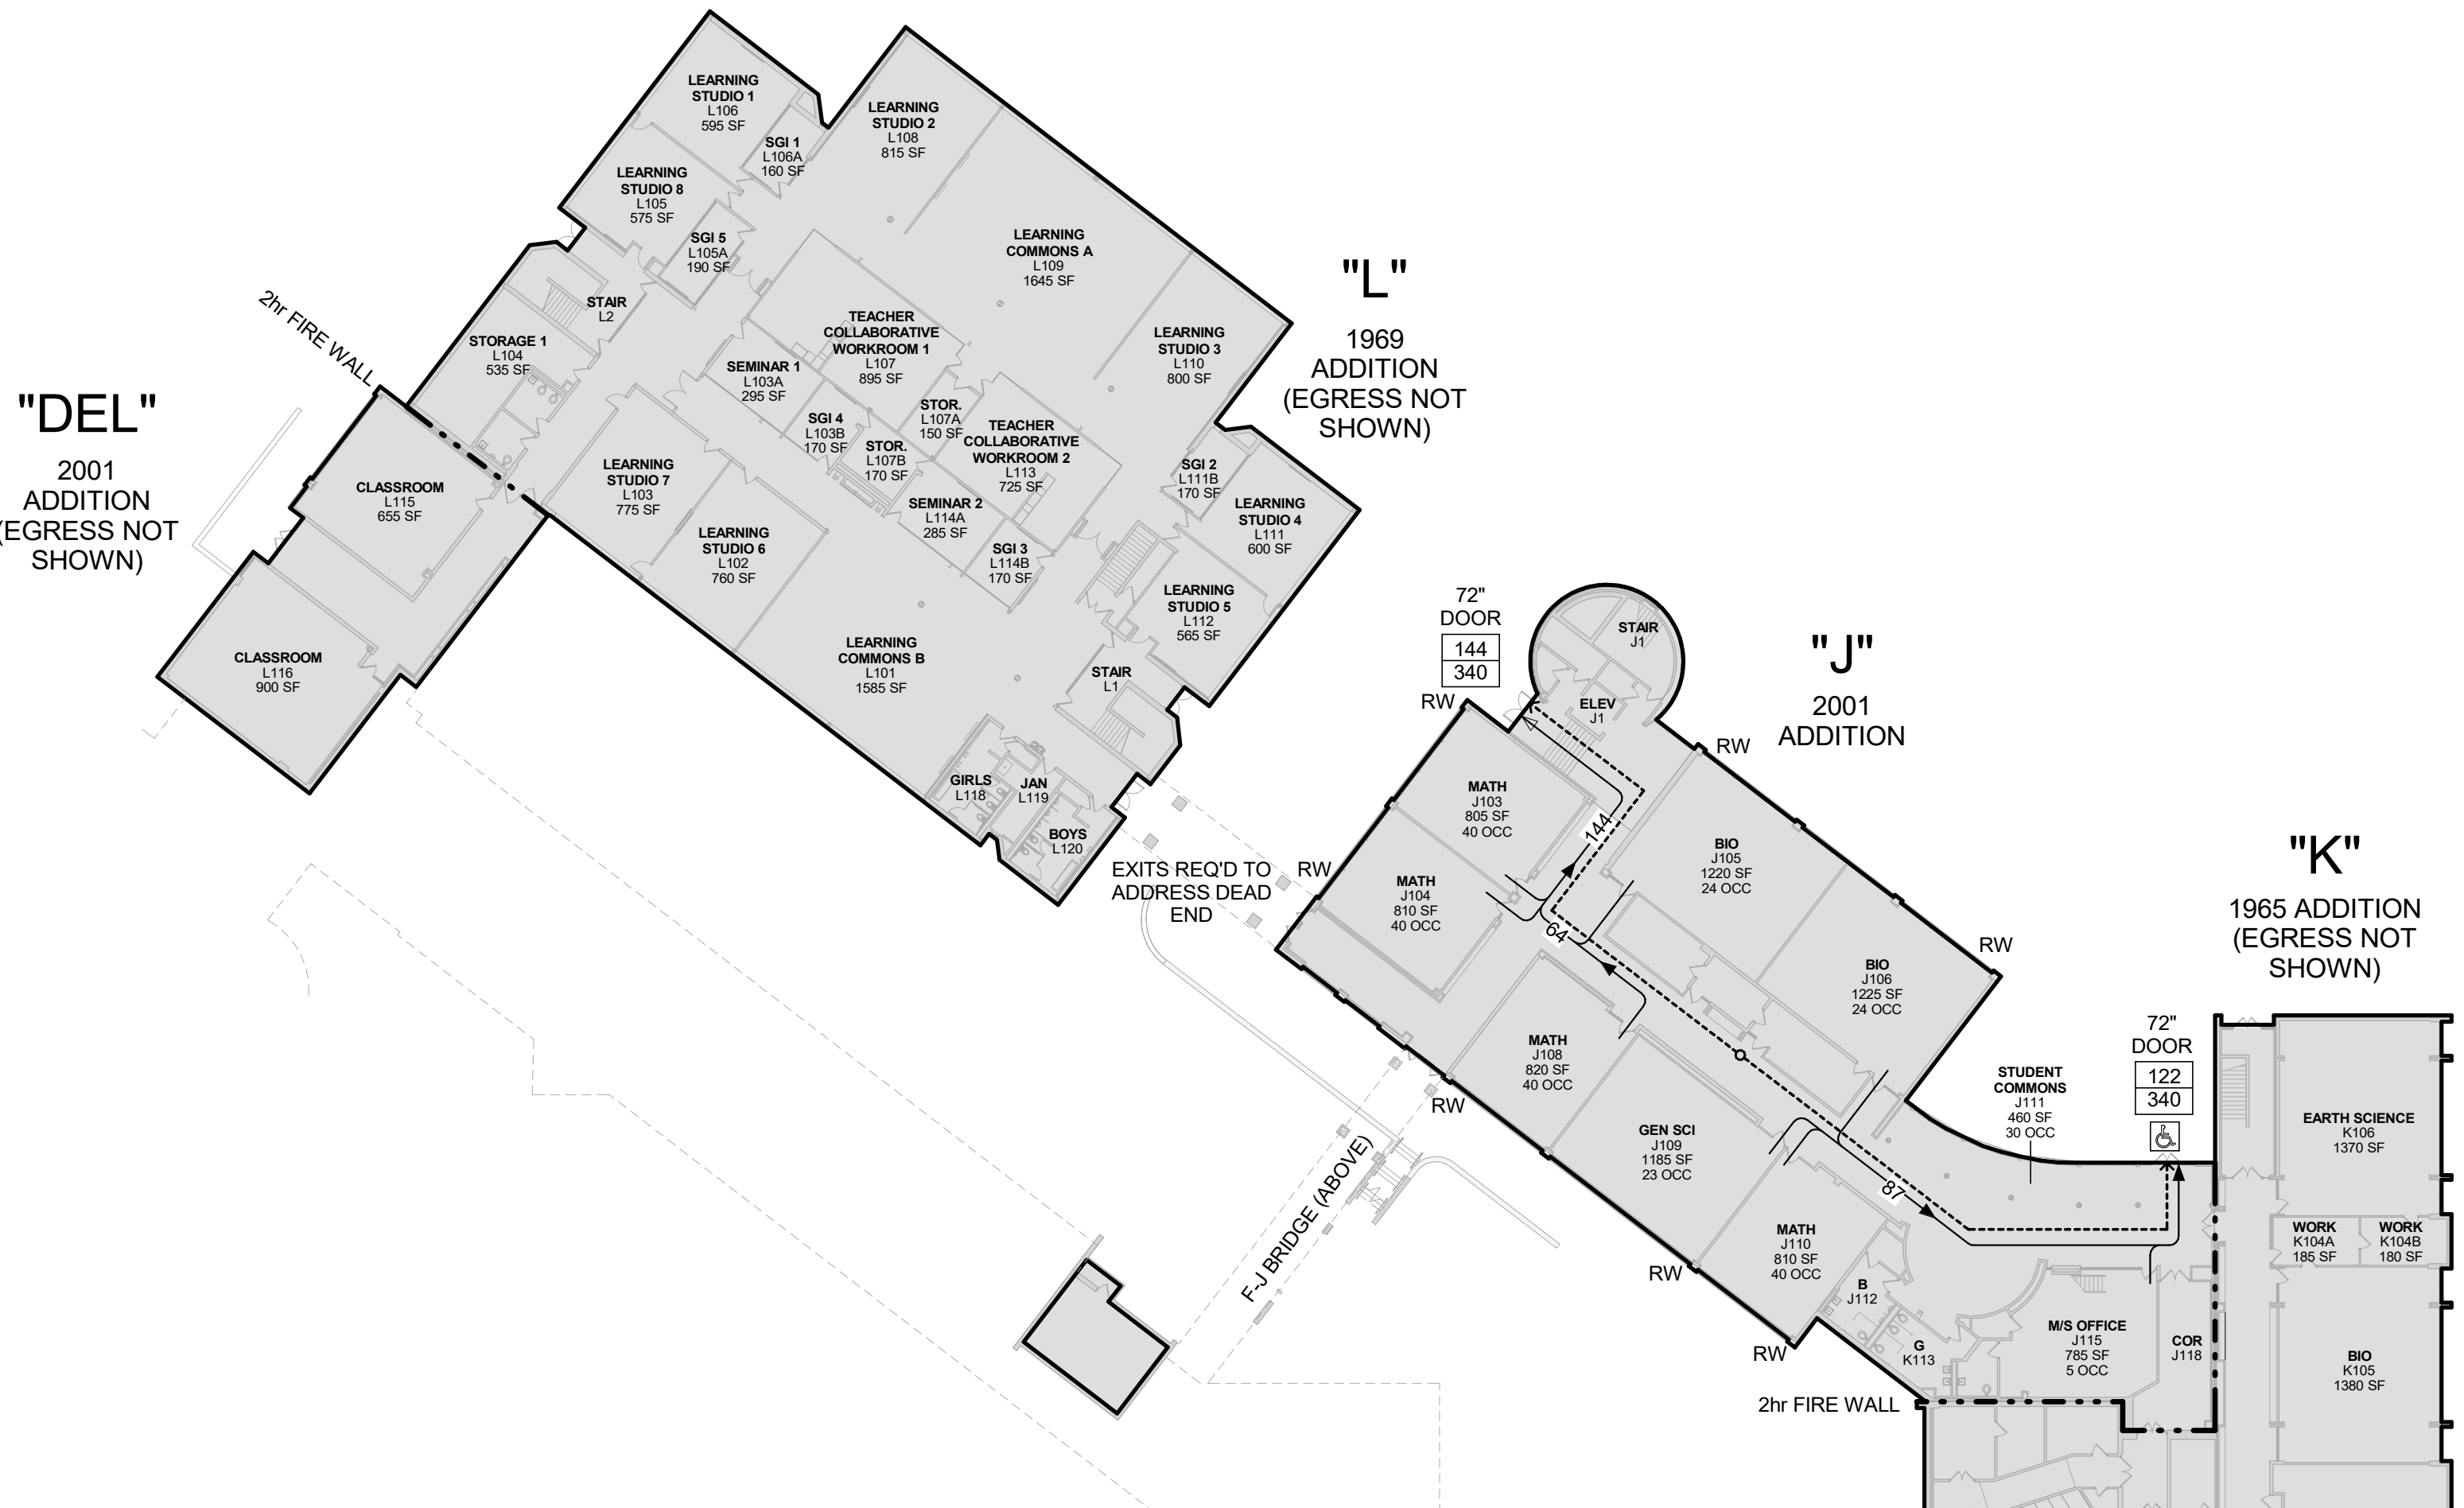 LEARNING
STUDIO 1
L106
595 SF
SGI 1
L106A
160 SF
LEARNING
STUDIO 2
L108
815 SF
LEARNING
STUDIO 8
L105
575 SF
SGI 5
L105A
190 SF
LEARNING
COMMONS A
L109
1645 SF
STAIR
L2
2hr FIRE WALL
STORAGE 1
L104
535 SF
TEACHER
COLLABORATIVE
WORKROOM 1
L107
895 SF
LEARNING
STUDIO 3
L110
800 SF
"L"
1969
ADDITION
(EGRESS NOT
SHOWN)
SEMINAR 1
L103A
295 SF
SGI 4
L103B
170 SF
STOR.
L107A
150 SF
STOR.
L107B
170 SF
TEACHER
COLLABORATIVE
WORKROOM 2
L113
725 SF
"DEL"
2001
ADDITION
(EGRESS NOT
SHOWN)
CLASSROOM
L115
655 SF
LEARNING
STUDIO 7
L103
775 SF
SEMINAR 2
L114A
285 SF
SGI 2
L111B
170 SF
LEARNING
STUDIO 4
L111
600 SF
LEARNING
STUDIO 6
L102
760 SF
SGI 3
L114B
170 SF
LEARNING
STUDIO 5
L112
565 SF
CLASSROOM
L116
900 SF
LEARNING
COMMONS B
L101
1585 SF
STAIR
L1
GIRLS
L118
JAN
L119
BOYS
L120
EXITS REQ'D TO
ADDRESS DEAD
END
72"
DOOR
144
340
STAIR
J1
"J"
2001
ADDITION
RW
ELEV
J1
RW
MATH
J103
805 SF
40 OCC
144
BIO
J105
1220 SF
24 OCC
RW
MATH
J104
810 SF
40 OCC
64
RW
BIO
J106
1225 SF
24 OCC
"K"
1965 ADDITION
(EGRESS NOT
SHOWN)
MATH
J108
820 SF
40 OCC
72"
DOOR
122
340
RW
STUDENT
COMMONS
J111
460 SF
30 OCC
EARTH SCIENCE
K106
1370 SF
GEN SCI
J109
1185 SF
23 OCC
87
F-J BRIDGE (ABOVE)
MATH
J110
810 SF
40 OCC
WORK
K104A
185 SF
WORK
K104B
180 SF
RW
B
J112
M/S OFFICE
J115
785 SF
5 OCC
COR
J118
RW
G
K113
BIO
K105
1380 SF
2hr FIRE WALL